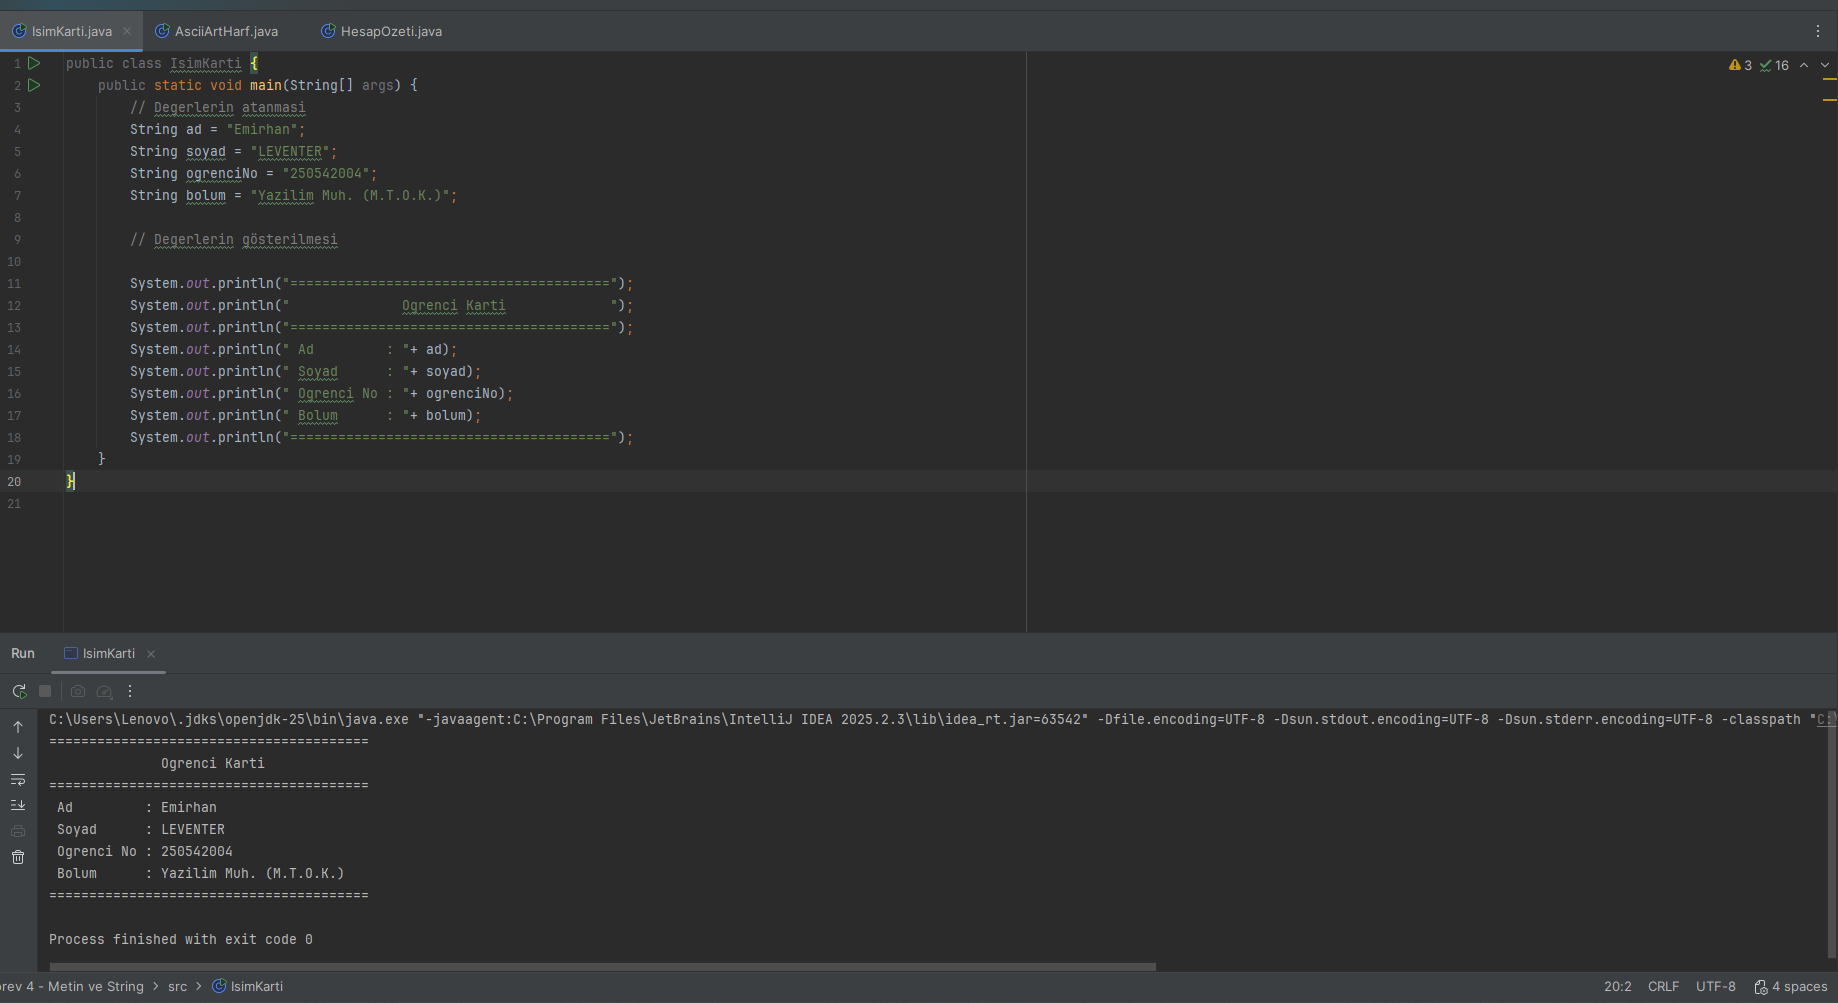 IsimKarti.java AsciiArtHarf.java HesapOzeti.java
3 16
1 public class IsimKarti {
2     public static void main(String[] args) {
3         // Degerlerin atanmasi
4         String ad = "Emirhan";
5         String soyad = "LEVENTER";
6         String ogrenciNo = "250542004";
7         String bolum = "Yazilim Muh. (M.T.O.K.)";
8
9         // Degerlerin gösterilmesi
10
11         System.out.println("========================================");
12         System.out.println("              Ogrenci Karti             ");
13         System.out.println("========================================");
14         System.out.println(" Ad         : "+ ad);
15         System.out.println(" Soyad      : "+ soyad);
16         System.out.println(" Ogrenci No : "+ ogrenciNo);
17         System.out.println(" Bolum      : "+ bolum);
18         System.out.println("========================================");
19     }
20 }
21
Run IsimKarti
C:\Users\Lenovo\.jdks\openjdk-25\bin\java.exe "-javaagent:C:\Program Files\JetBrains\IntelliJ IDEA 2025.2.3\lib\idea_rt.jar=63542" -Dfile.encoding=UTF-8 -Dsun.stdout.encoding=UTF-8 -Dsun.stderr.encoding=UTF-8 -classpath "C:\
========================================
              Ogrenci Karti
========================================
 Ad         : Emirhan
 Soyad      : LEVENTER
 Ogrenci No : 250542004
 Bolum      : Yazilim Muh. (M.T.O.K.)
========================================
Process finished with exit code 0
rev 4 - Metin ve String > src > IsimKarti 20:2 CRLF UTF-8 4 spaces